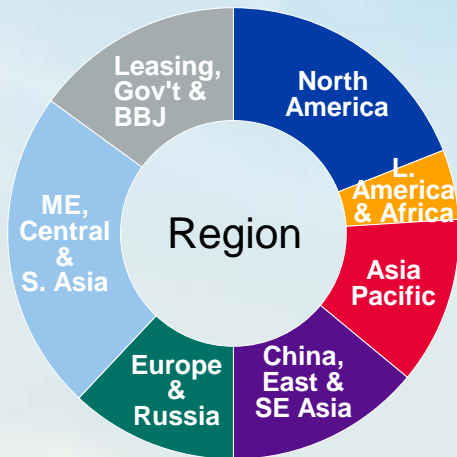 Leasing,
Gov't &
BBJ
North
America
L.
America
& Africa
ME,
Central
&
S. Asia
Region
Asia
Pacific
Europe
&
Russia
China,
East &
SE Asia